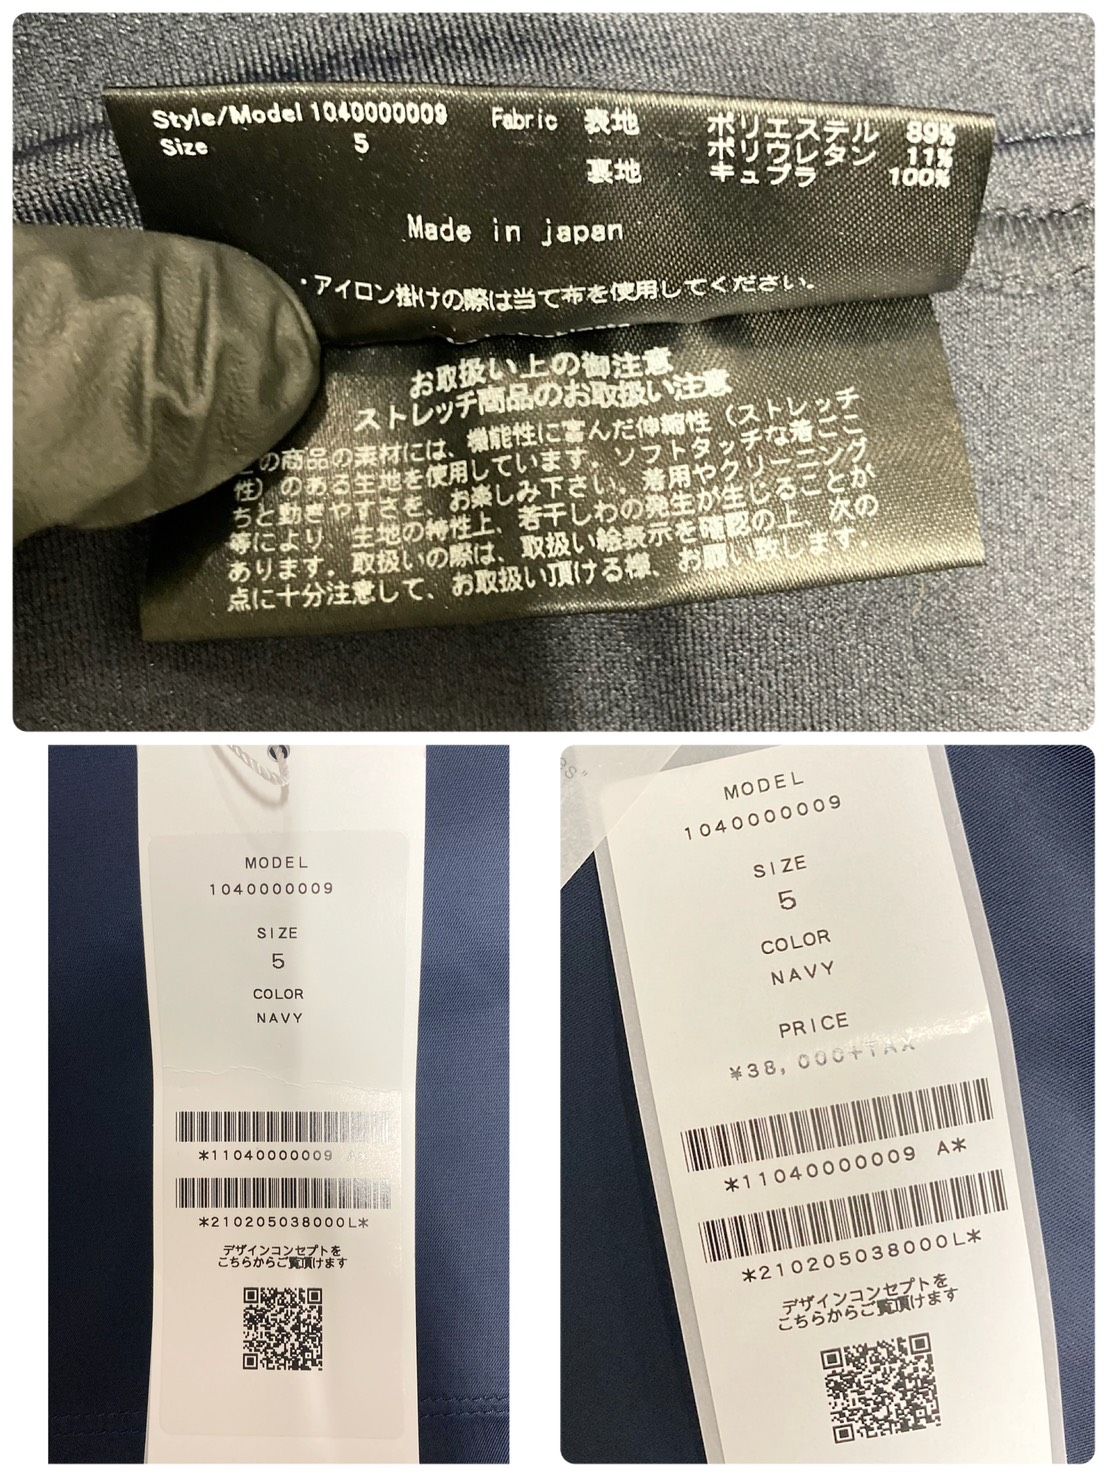 Style/Model 1040000009 Fabric 表地 ポリエステル 89%
Size 5 ポリウレタン 11%
裏地 キュプラ 100%
Made in japan
・アイロン掛けの際は当て布を使用してください。
お取扱い上の御注意
ストレッチ商品のお取扱い注意
の商品の素材には、機能性に富んだ伸縮性（ストレッチ
性）のある生地を使用しています。ソフトタッチな着ごこ
ちと動きやすさを、お楽しみ下さい。着用やクリーニング
等により、生地の特性上、若干しわの発生が生じることが
あります。取扱いの際は、取扱い絵表示を確認の上、次の
点に十分注意して、お取扱い頂ける様、お願い致します。
MODEL
1040000009
SIZE
5
COLOR
NAVY
*11040000009 A
*210205038000L*
デザインコンセプトを
こちらからご覧頂けます
MODEL
1040000009
SIZE
5
COLOR
NAVY
PRICE
¥38,000+TAX
*11040000009 A*
*210205038000L*
デザインコンセプトを
こちらからご覧頂けます